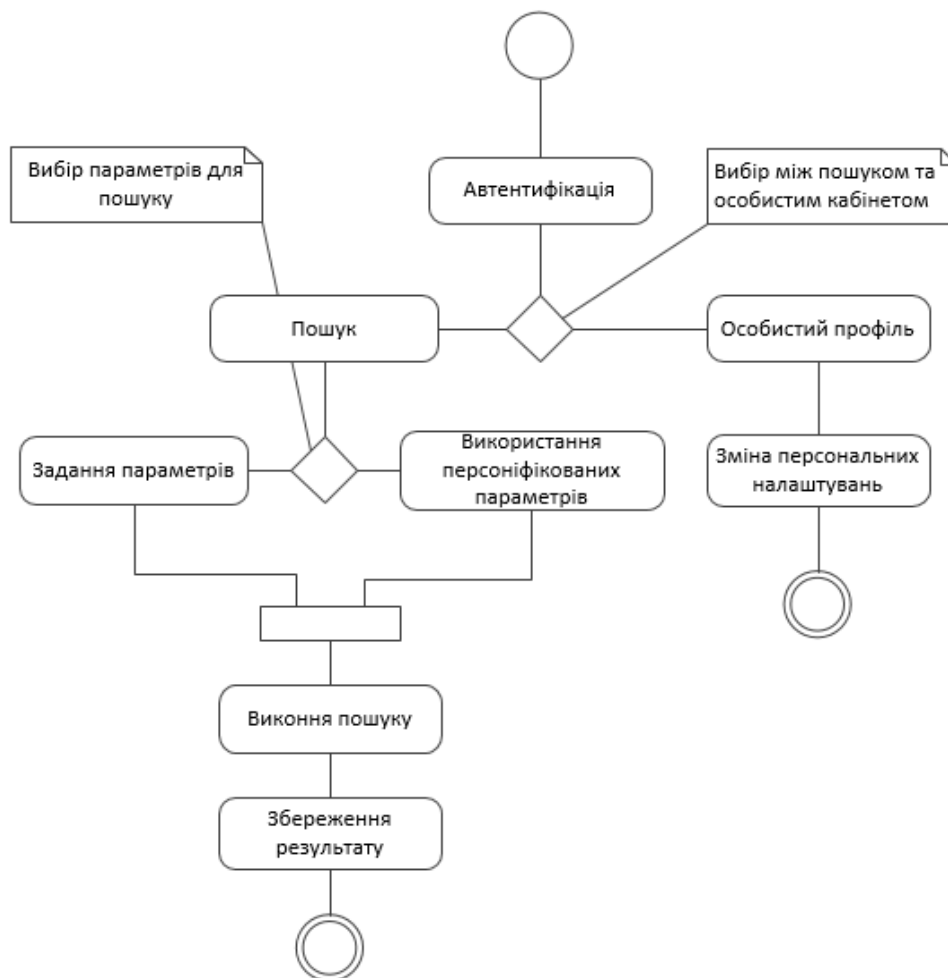 Вибір параметрів для
пошуку
Автентифікація
Вибір між пошуком та
особистим кабінетом
Пошук
Особистий профіль
Задання параметрів
Використання
персоніфікованих
параметрів
Зміна персональних
налаштувань
Виконня пошуку
Збереження
результату